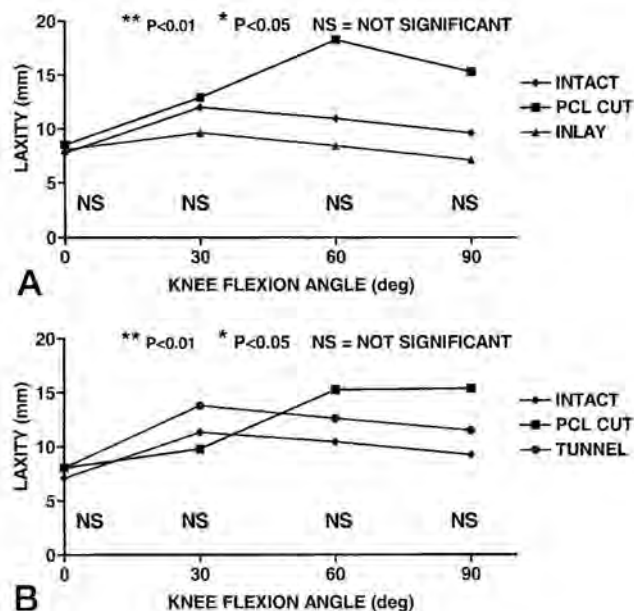 ** P<0.01 * P<0.05 NS = NOT SIGNIFICANT
20
15
10
5
0
LAXITY (mm)
INTACT
PCL CUT
INLAY
NS NS NS NS
0 30 60 90
KNEE FLEXION ANGLE (deg)
A
** P<0.01 * P<0.05 NS = NOT SIGNIFICANT
20
15
10
5
0
LAXITY (mm)
INTACT
PCL CUT
TUNNEL
NS NS NS NS
0 30 60 90
KNEE FLEXION ANGLE (deg)
B